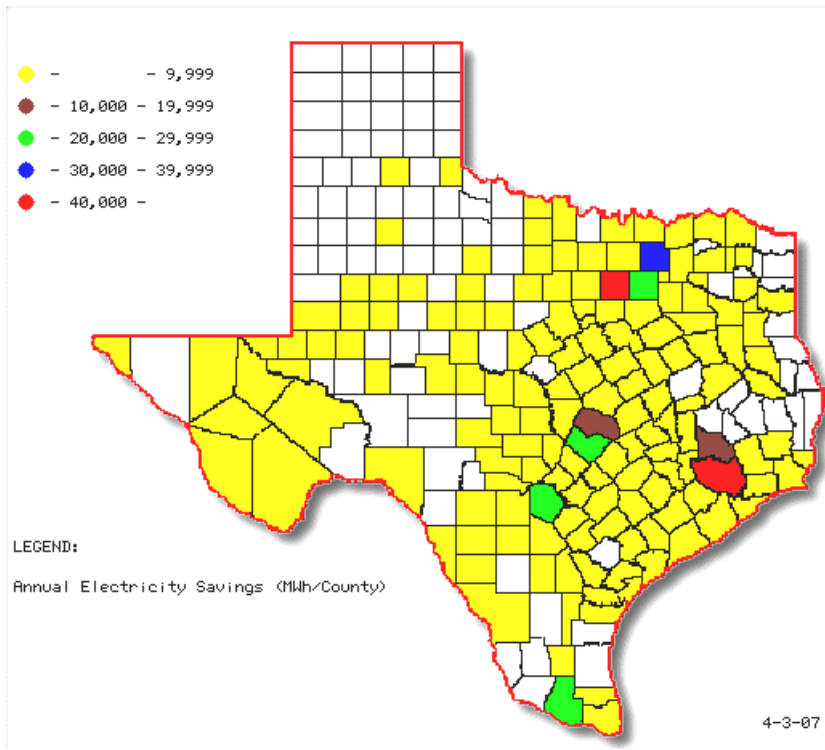 -         - 9,999
- 10,000 - 19,999
- 20,000 - 29,999
- 30,000 - 39,999
- 40,000 -
LEGEND:
Annual Electricity Savings (MWh/County)
4-3-07